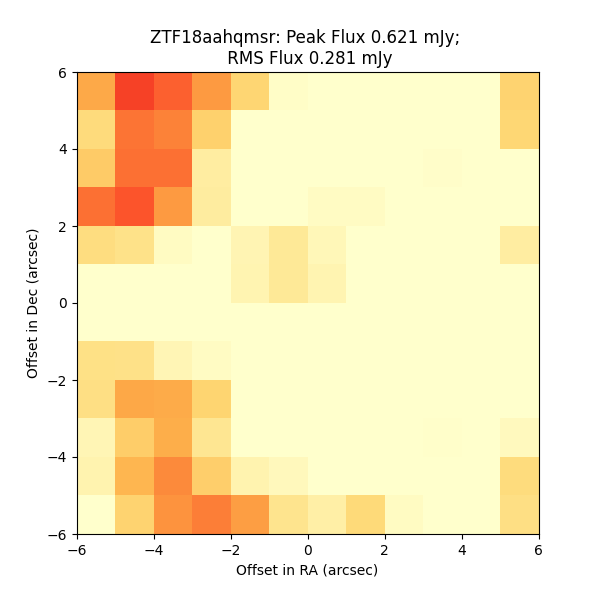 ZTF18aahqmsr: Peak Flux 0.621 mJy;
RMS Flux 0.281 mJy
6
4
2
0
−2
−4
−6
Offset in Dec (arcsec)
−6 −4 −2 0 2 4 6
Offset in RA (arcsec)